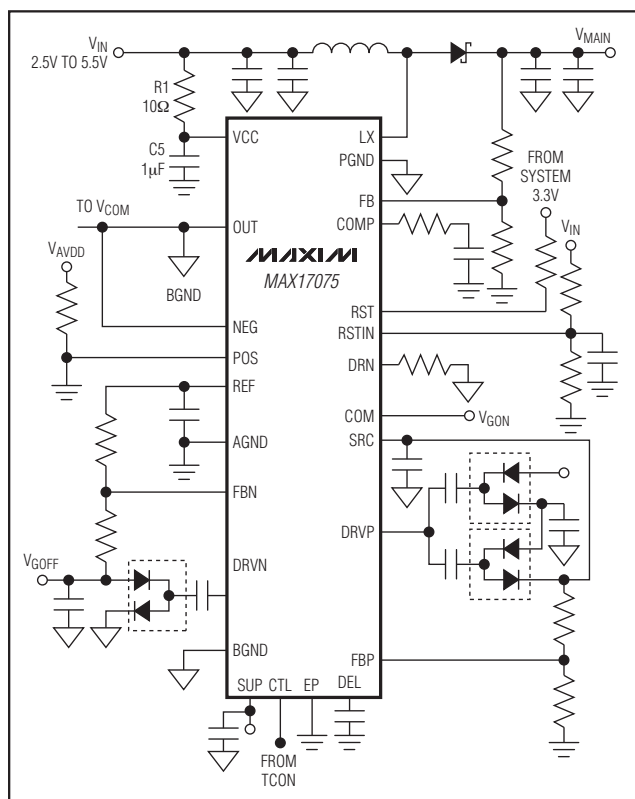 VIN
2.5V TO 5.5V
VMAIN
R1
10Ω
C5
1µF
VCC
LX
PGND
FB
COMP
FROM
SYSTEM
3.3V
VIN
TO VCOM
OUT
VAVDD
BGND
MAXIM
MAX17075
NEG
POS
REF
AGND
FBN
RST
RSTIN
DRN
COM
VGON
SRC
DRVP
VGOFF
DRVN
BGND
FBP
SUP
CTL
EP
DEL
FROM
TCON